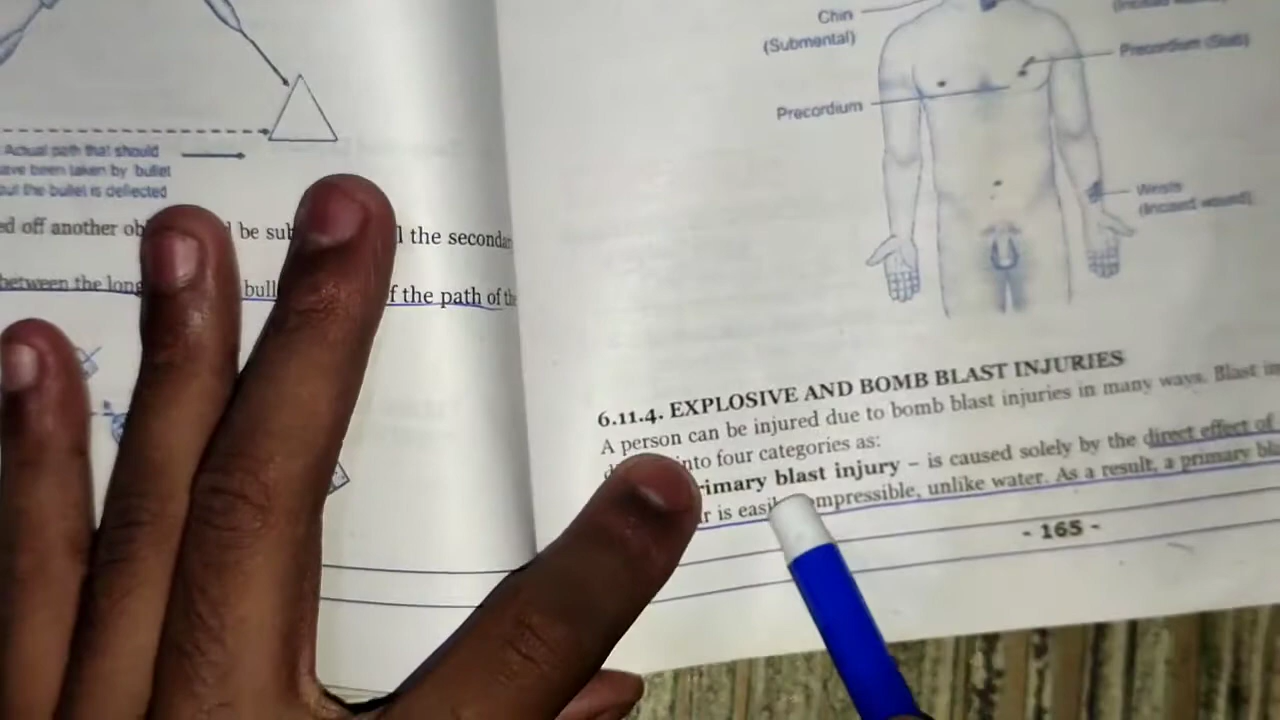 Actual path that should
ave been taken by bullet
but the bullet is deflected
ed off another ob be sub l the secondar
between the long bull f the path of th
Chin
(Submental)
Precordium (Stab)
Precordium
Wrists
(Incised wound)
6.11.4. EXPLOSIVE AND BOMB BLAST INJURIES
A person can be injured due to bomb blast injuries in many ways. Blast in
into four categories as:
rimary blast injury – is caused solely by the direct effect of
r is easil ompressible, unlike water. As a result, a primary bla
- 165 -